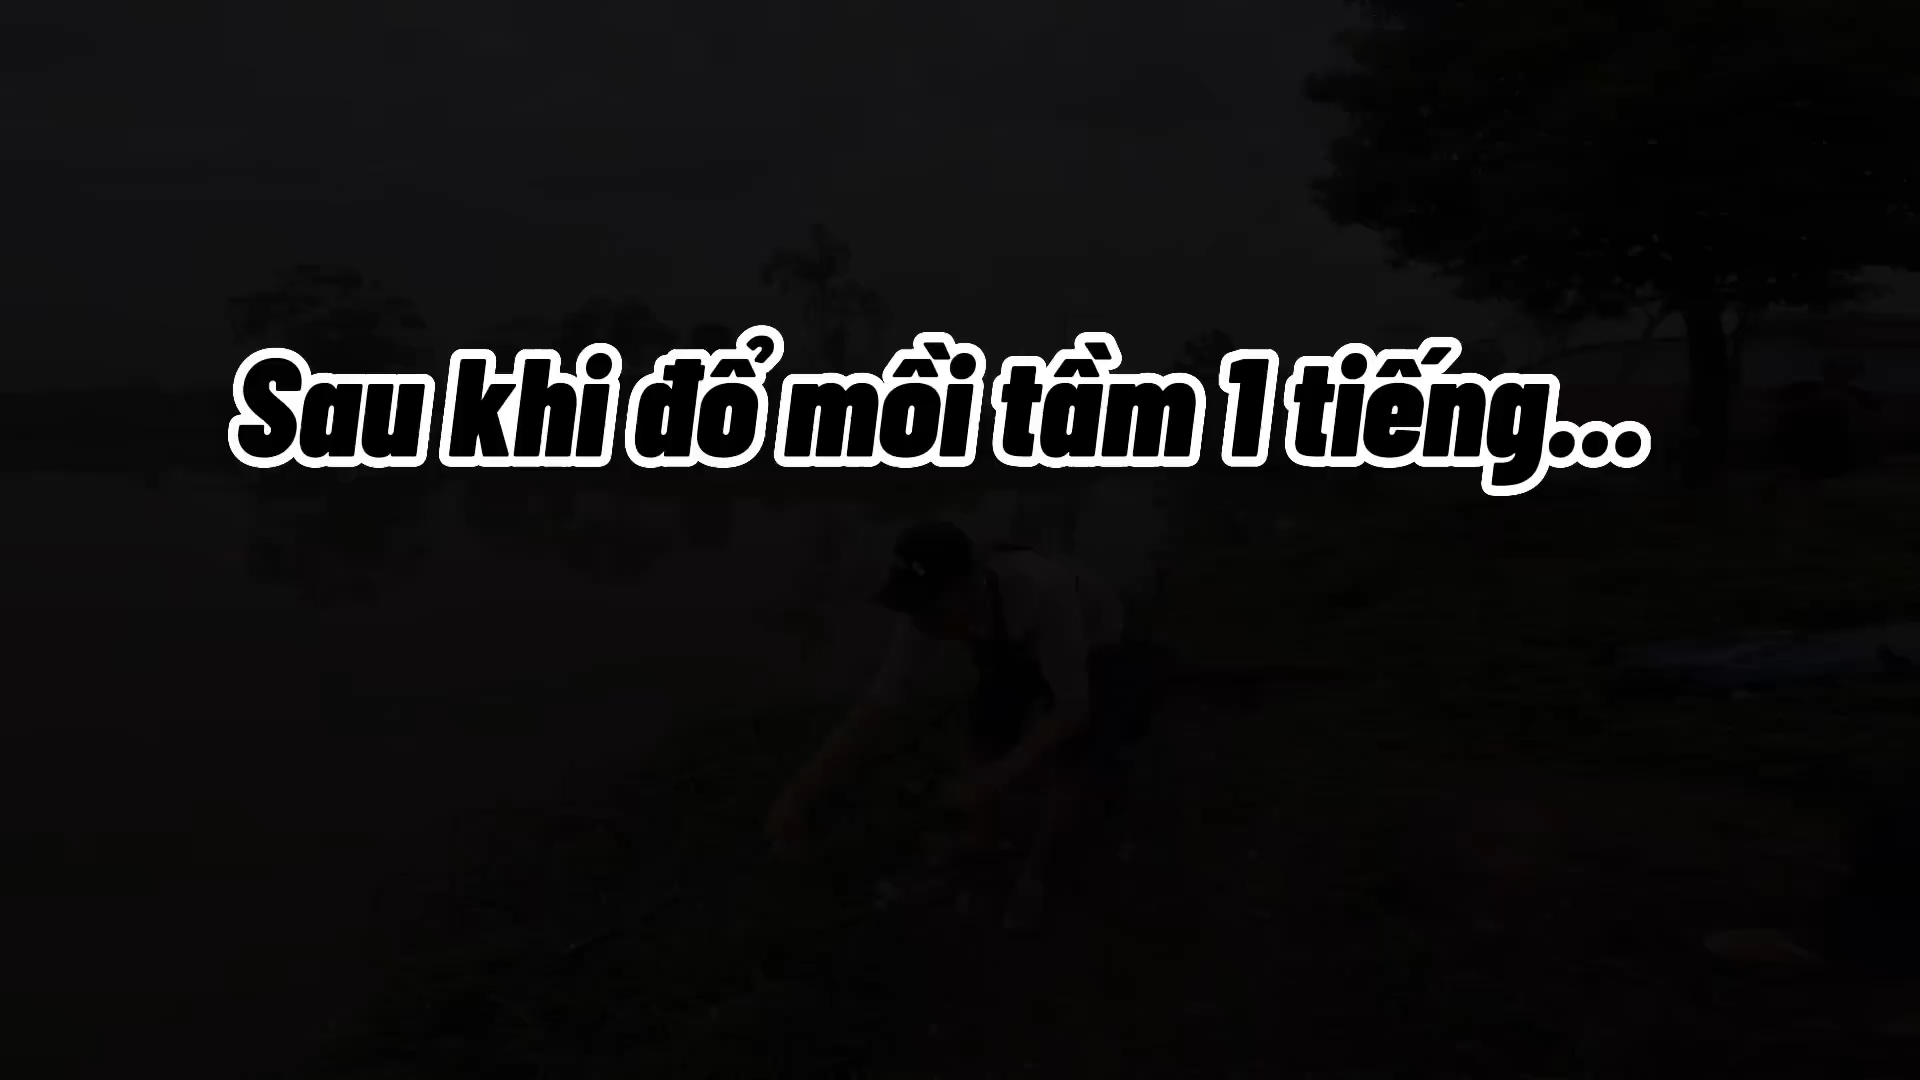 Sau khi đổ mồi tầm 1 tiếng...